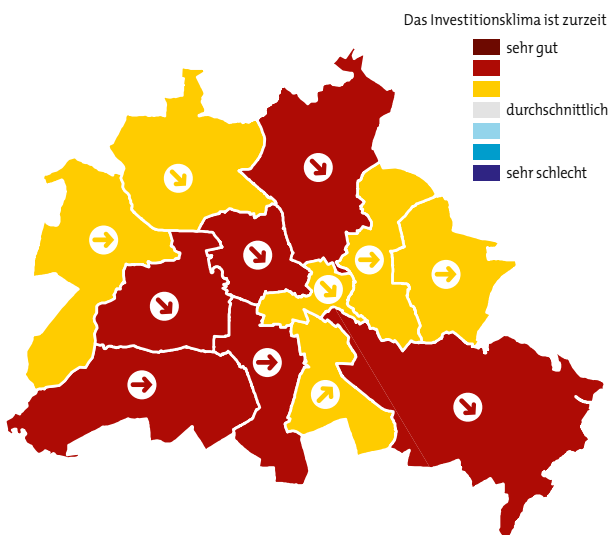 Das Investitionsklima ist zurzeit
sehr gut
durchschnittlich
sehr schlecht